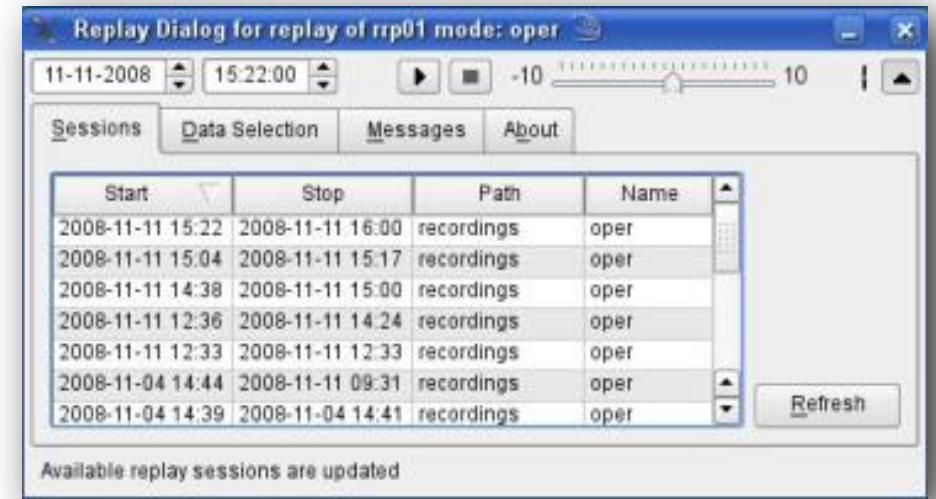 Replay Dialog for replay of rrp01 mode: oper
11-11-2008 15:22:00 -10 10
Sessions Data Selection Messages About
Start Stop Path Name
2008-11-11 15:22 2008-11-11 16:00 recordings oper
2008-11-11 15:04 2008-11-11 15:17 recordings oper
2008-11-11 14:38 2008-11-11 15:00 recordings oper
2008-11-11 12:36 2008-11-11 14:24 recordings oper
2008-11-11 12:33 2008-11-11 12:33 recordings oper
2008-11-04 14:44 2008-11-11 09:31 recordings oper
2008-11-04 14:39 2008-11-04 14:41 recordings oper
Refresh
Available replay sessions are updated